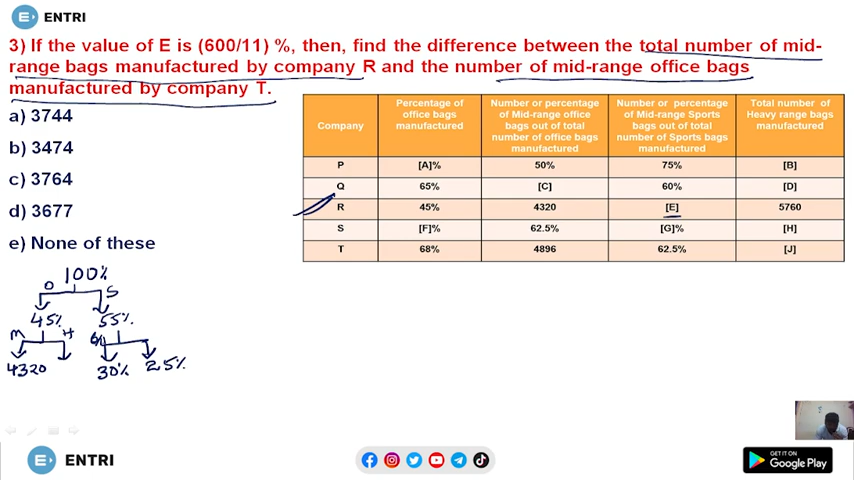 ENTRI
3) If the value of E is (600/11) %, then, find the difference between the total number of mid-
range bags manufactured by company R and the number of mid-range office bags
manufactured by company T.
a) 3744
b) 3474
c) 3764
d) 3677
e) None of these
Company
Percentage of
office bags
manufactured
Number or percentage
of Mid-range office
bags out of total
number of office bags
manufactured
Number or percentage
of Mid-range Sports
bags out of total
number of Sports bags
manufactured
Total number of
Heavy range bags
manufactured
P [A]% 50% 75% [B]
Q 65% [C] 60% [D]
R 45% 4320 [E] 5760
S [F]% 62.5% [G]% [H]
T 68% 4896 62.5% [J]
100%
O S
45% 55%
M H
4320 30% 25%
ENTRI
GET IT ON
Google Play